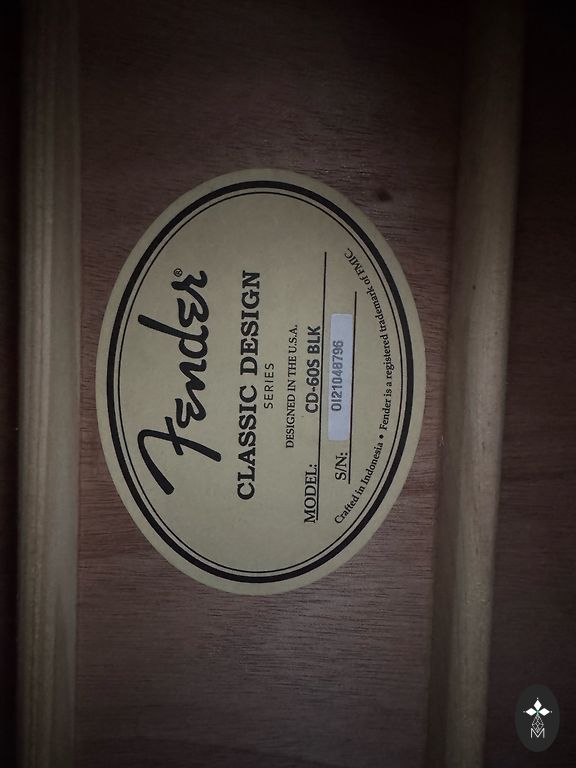 Fender®
CLASSIC DESIGN
SERIES
DESIGNED IN THE U.S.A.
MODEL: CD-60S BLK
S/N: OI21048796
Crafted in Indonesia • Fender is a registered trademark of FMIC.
M